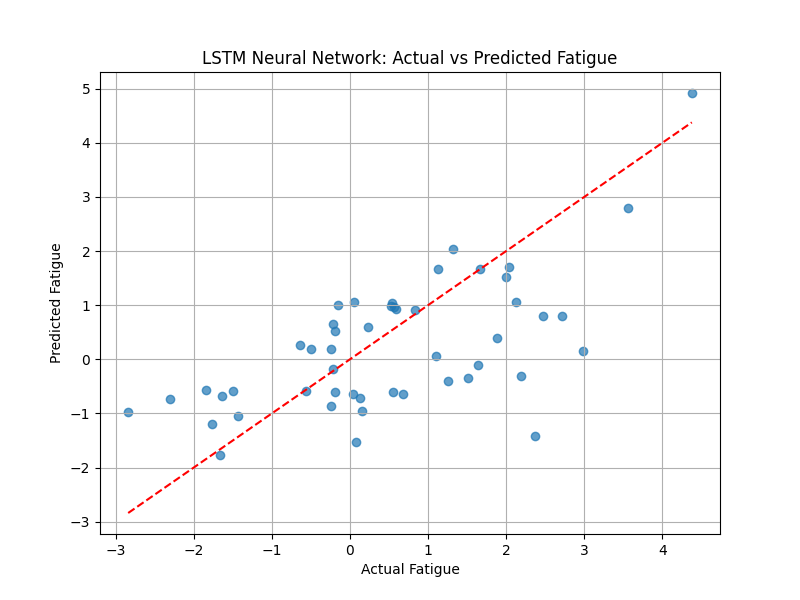 LSTM Neural Network: Actual vs Predicted Fatigue
5
4
3
2
1
0
−1
−2
−3
Predicted Fatigue
−3 −2 −1 0 1 2 3 4
Actual Fatigue